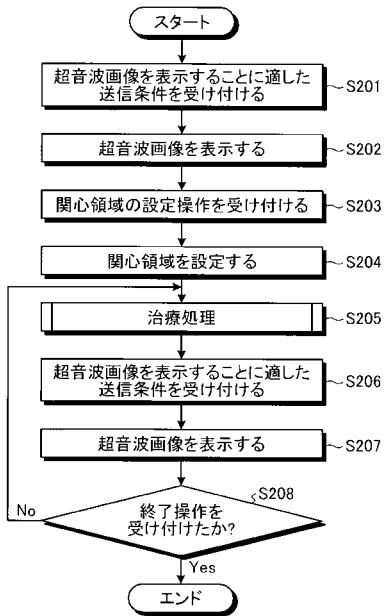 スタート
超音波画像を表示することに適した
送信条件を受け付ける
S201
超音波画像を表示する
S202
関心領域の設定操作を受け付ける
S203
関心領域を設定する
S204
治療処理
S205
超音波画像を表示することに適した
送信条件を受け付ける
S206
超音波画像を表示する
S207
S208
終了操作を
受け付けたか?
No
Yes
エンド